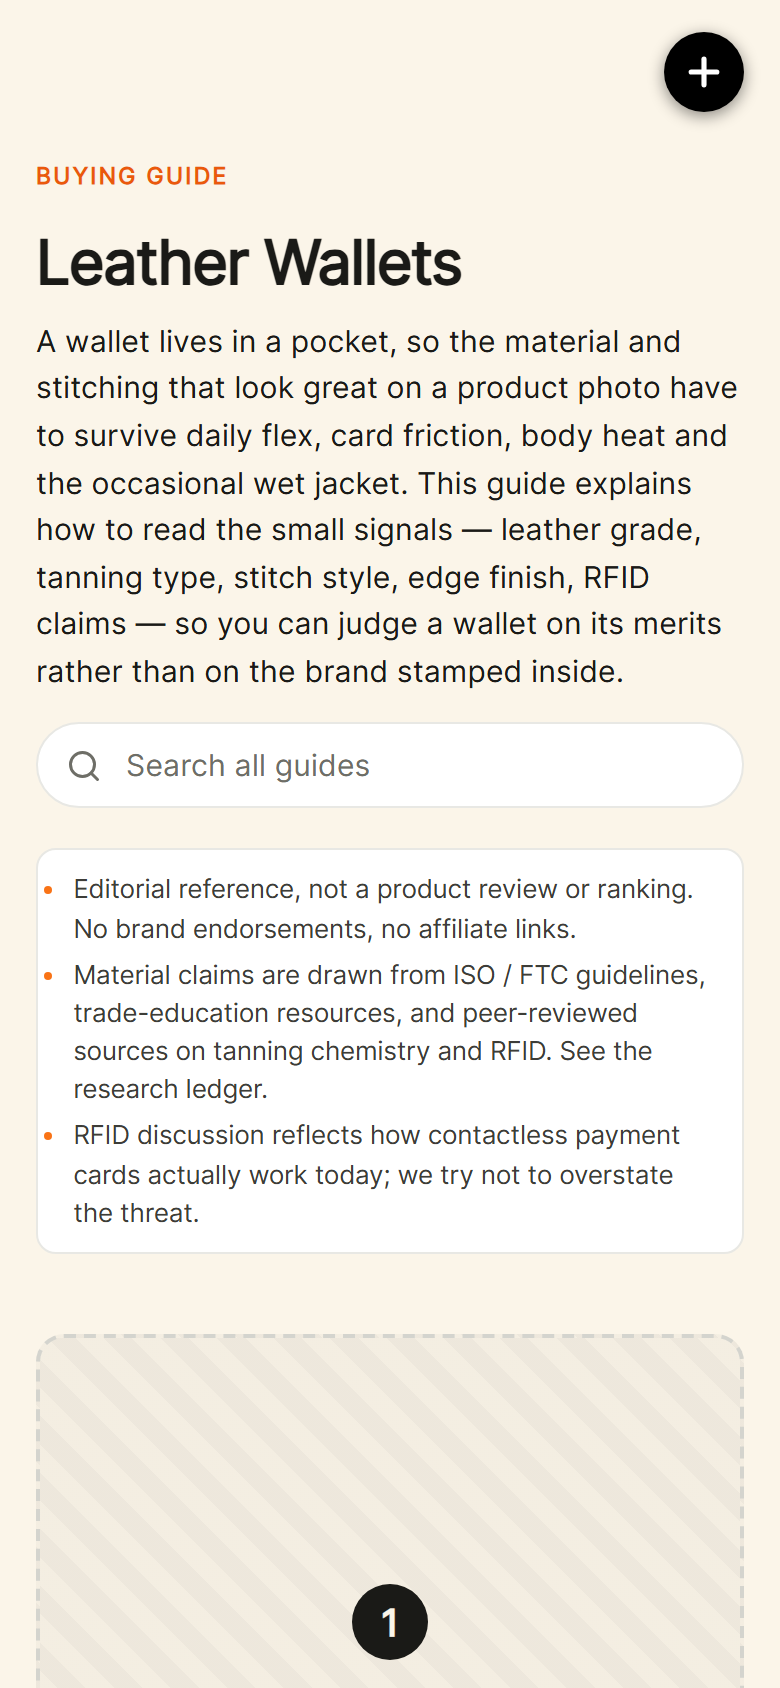 BUYING GUIDE
Leather Wallets
A wallet lives in a pocket, so the material and
stitching that look great on a product photo have
to survive daily flex, card friction, body heat and
the occasional wet jacket. This guide explains
how to read the small signals — leather grade,
tanning type, stitch style, edge finish, RFID
claims — so you can judge a wallet on its merits
rather than on the brand stamped inside.
Search all guides
Editorial reference, not a product review or ranking.
No brand endorsements, no affiliate links.
Material claims are drawn from ISO / FTC guidelines,
trade-education resources, and peer-reviewed
sources on tanning chemistry and RFID. See the
research ledger.
RFID discussion reflects how contactless payment
cards actually work today; we try not to overstate
the threat.
1